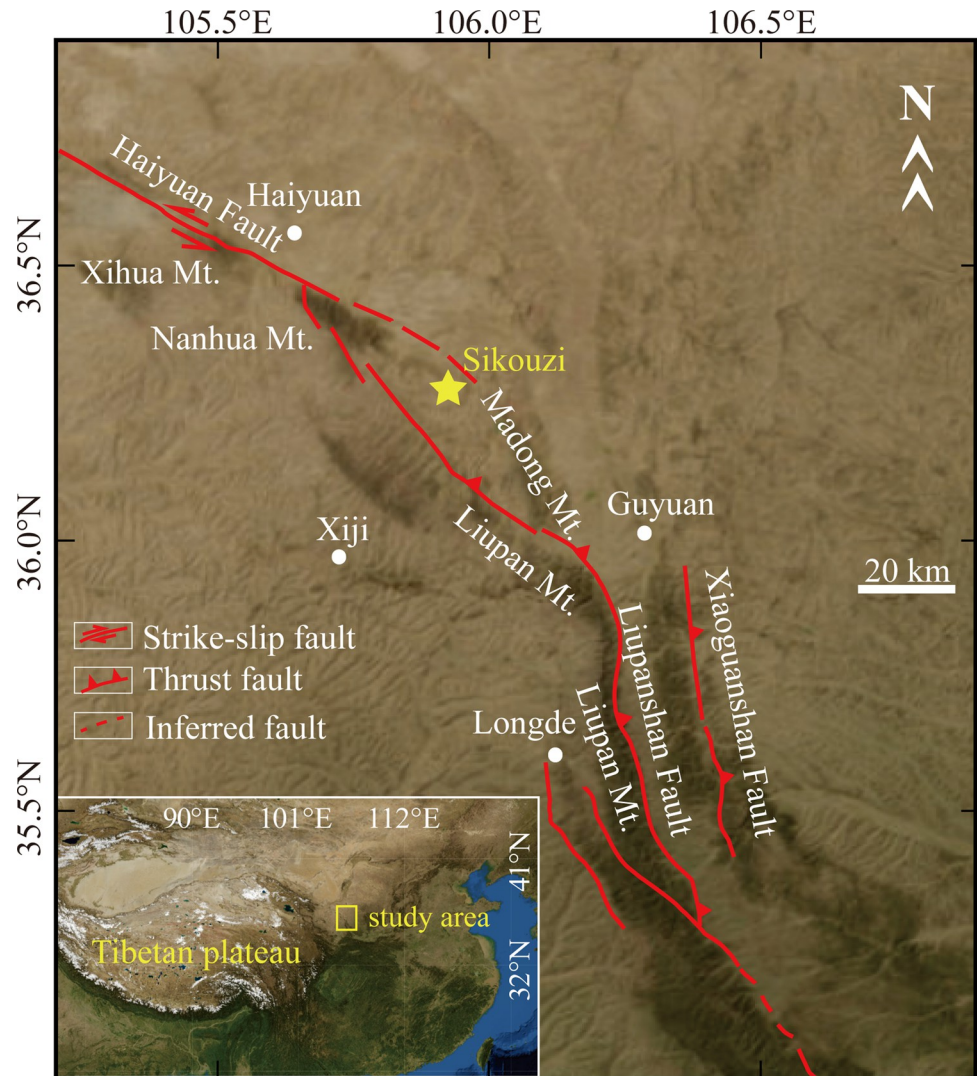 105.5°E
106.0°E
106.5°E
N
Haiyuan Fault
Haiyuan
36.5°N
Xihua Mt.
Nanhua Mt.
Sikouzi
Madong Mt.
Guyuan
36.0°N
Xiji
Liupan Mt.
20 km
Xiaoguanshan Fault
Liupanshan Fault
Liupan Mt.
Strike-slip fault
Thrust fault
Inferred fault
Longde
35.5°N
90°E
101°E
112°E
41°N
study area
Tibetan plateau
32°N